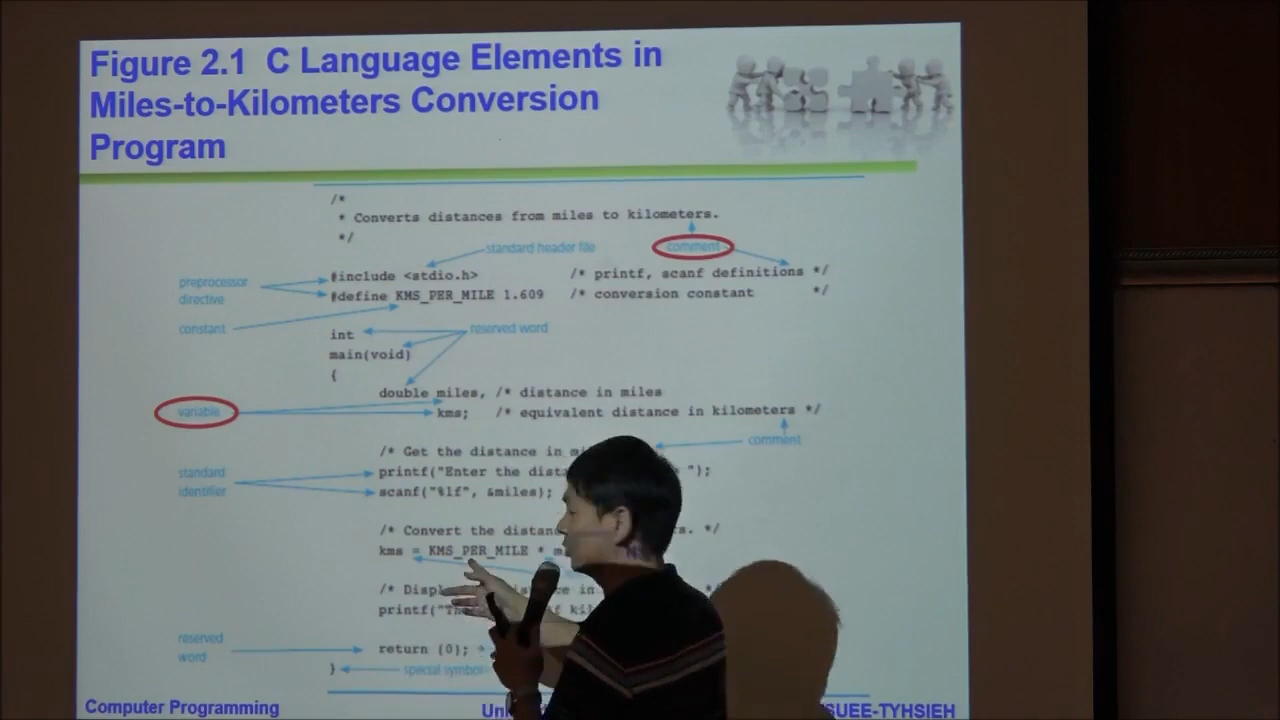 Figure 2.1 C Language Elements in
Miles-to-Kilometers Conversion
Program
/*
* Converts distances from miles to kilometers.
*/
standard header file
comment
preprocessor
directive
#include <stdio.h> /* printf, scanf definitions */
#define KMS_PER_MILE 1.609 /* conversion constant */
constant
reserved word
int
main(void)
{
double miles, /* distance in miles
variable
kms; /* equivalent distance in kilometers */
comment
/* Get the distance in
standard
identifier
printf("Enter the ");
scanf("%lf", &miles);
/* Convert the */
kms = KMS_PER_MILE *
/* in
printf("
reserved
word
return (0);
} special symbol
Computer Programming SUEE-TYHSIEH